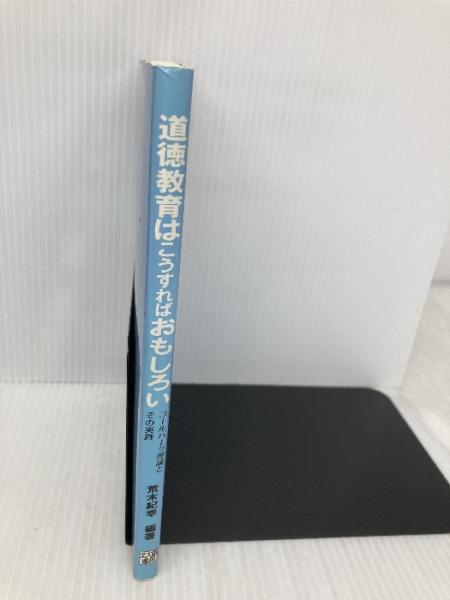 道徳教育はこうすればおもしろい
コールバーグ理論と
その実践
荒木紀幸 編著